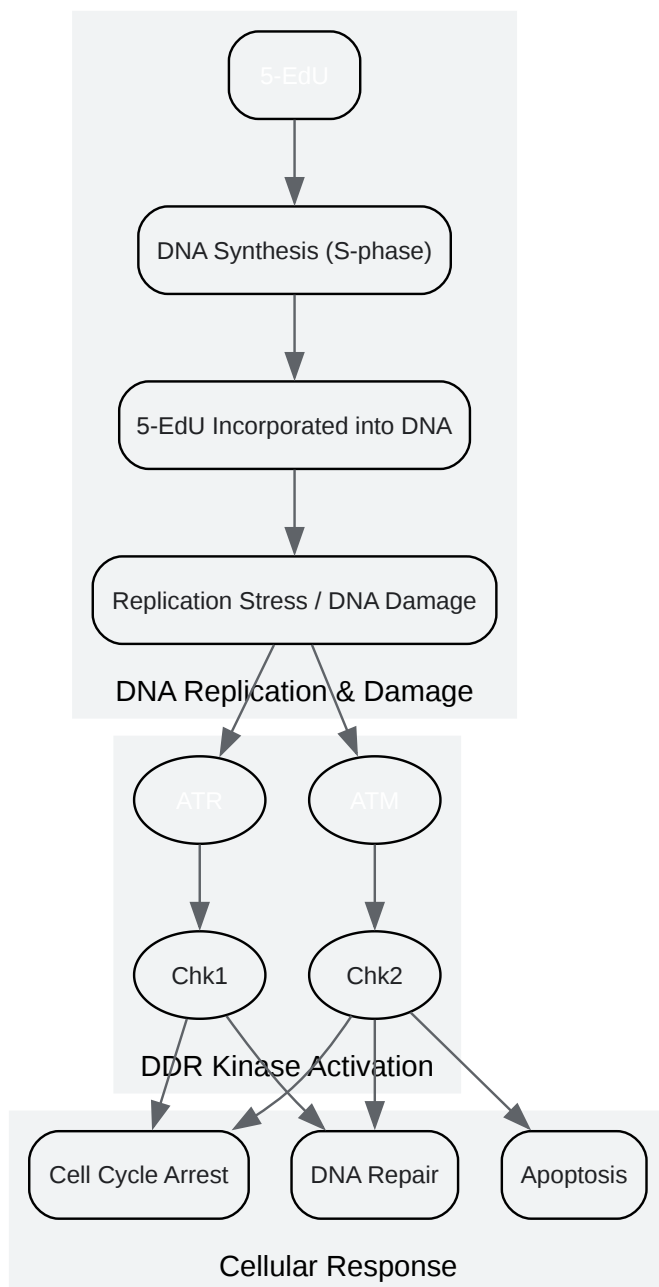 5-EdU
DNA Synthesis (S-phase)
5-EdU Incorporated into DNA
Replication Stress / DNA Damage
DNA Replication & Damage
ATR
ATM
Chk1
Chk2
DDR Kinase Activation
Cell Cycle Arrest
DNA Repair
Apoptosis
Cellular Response